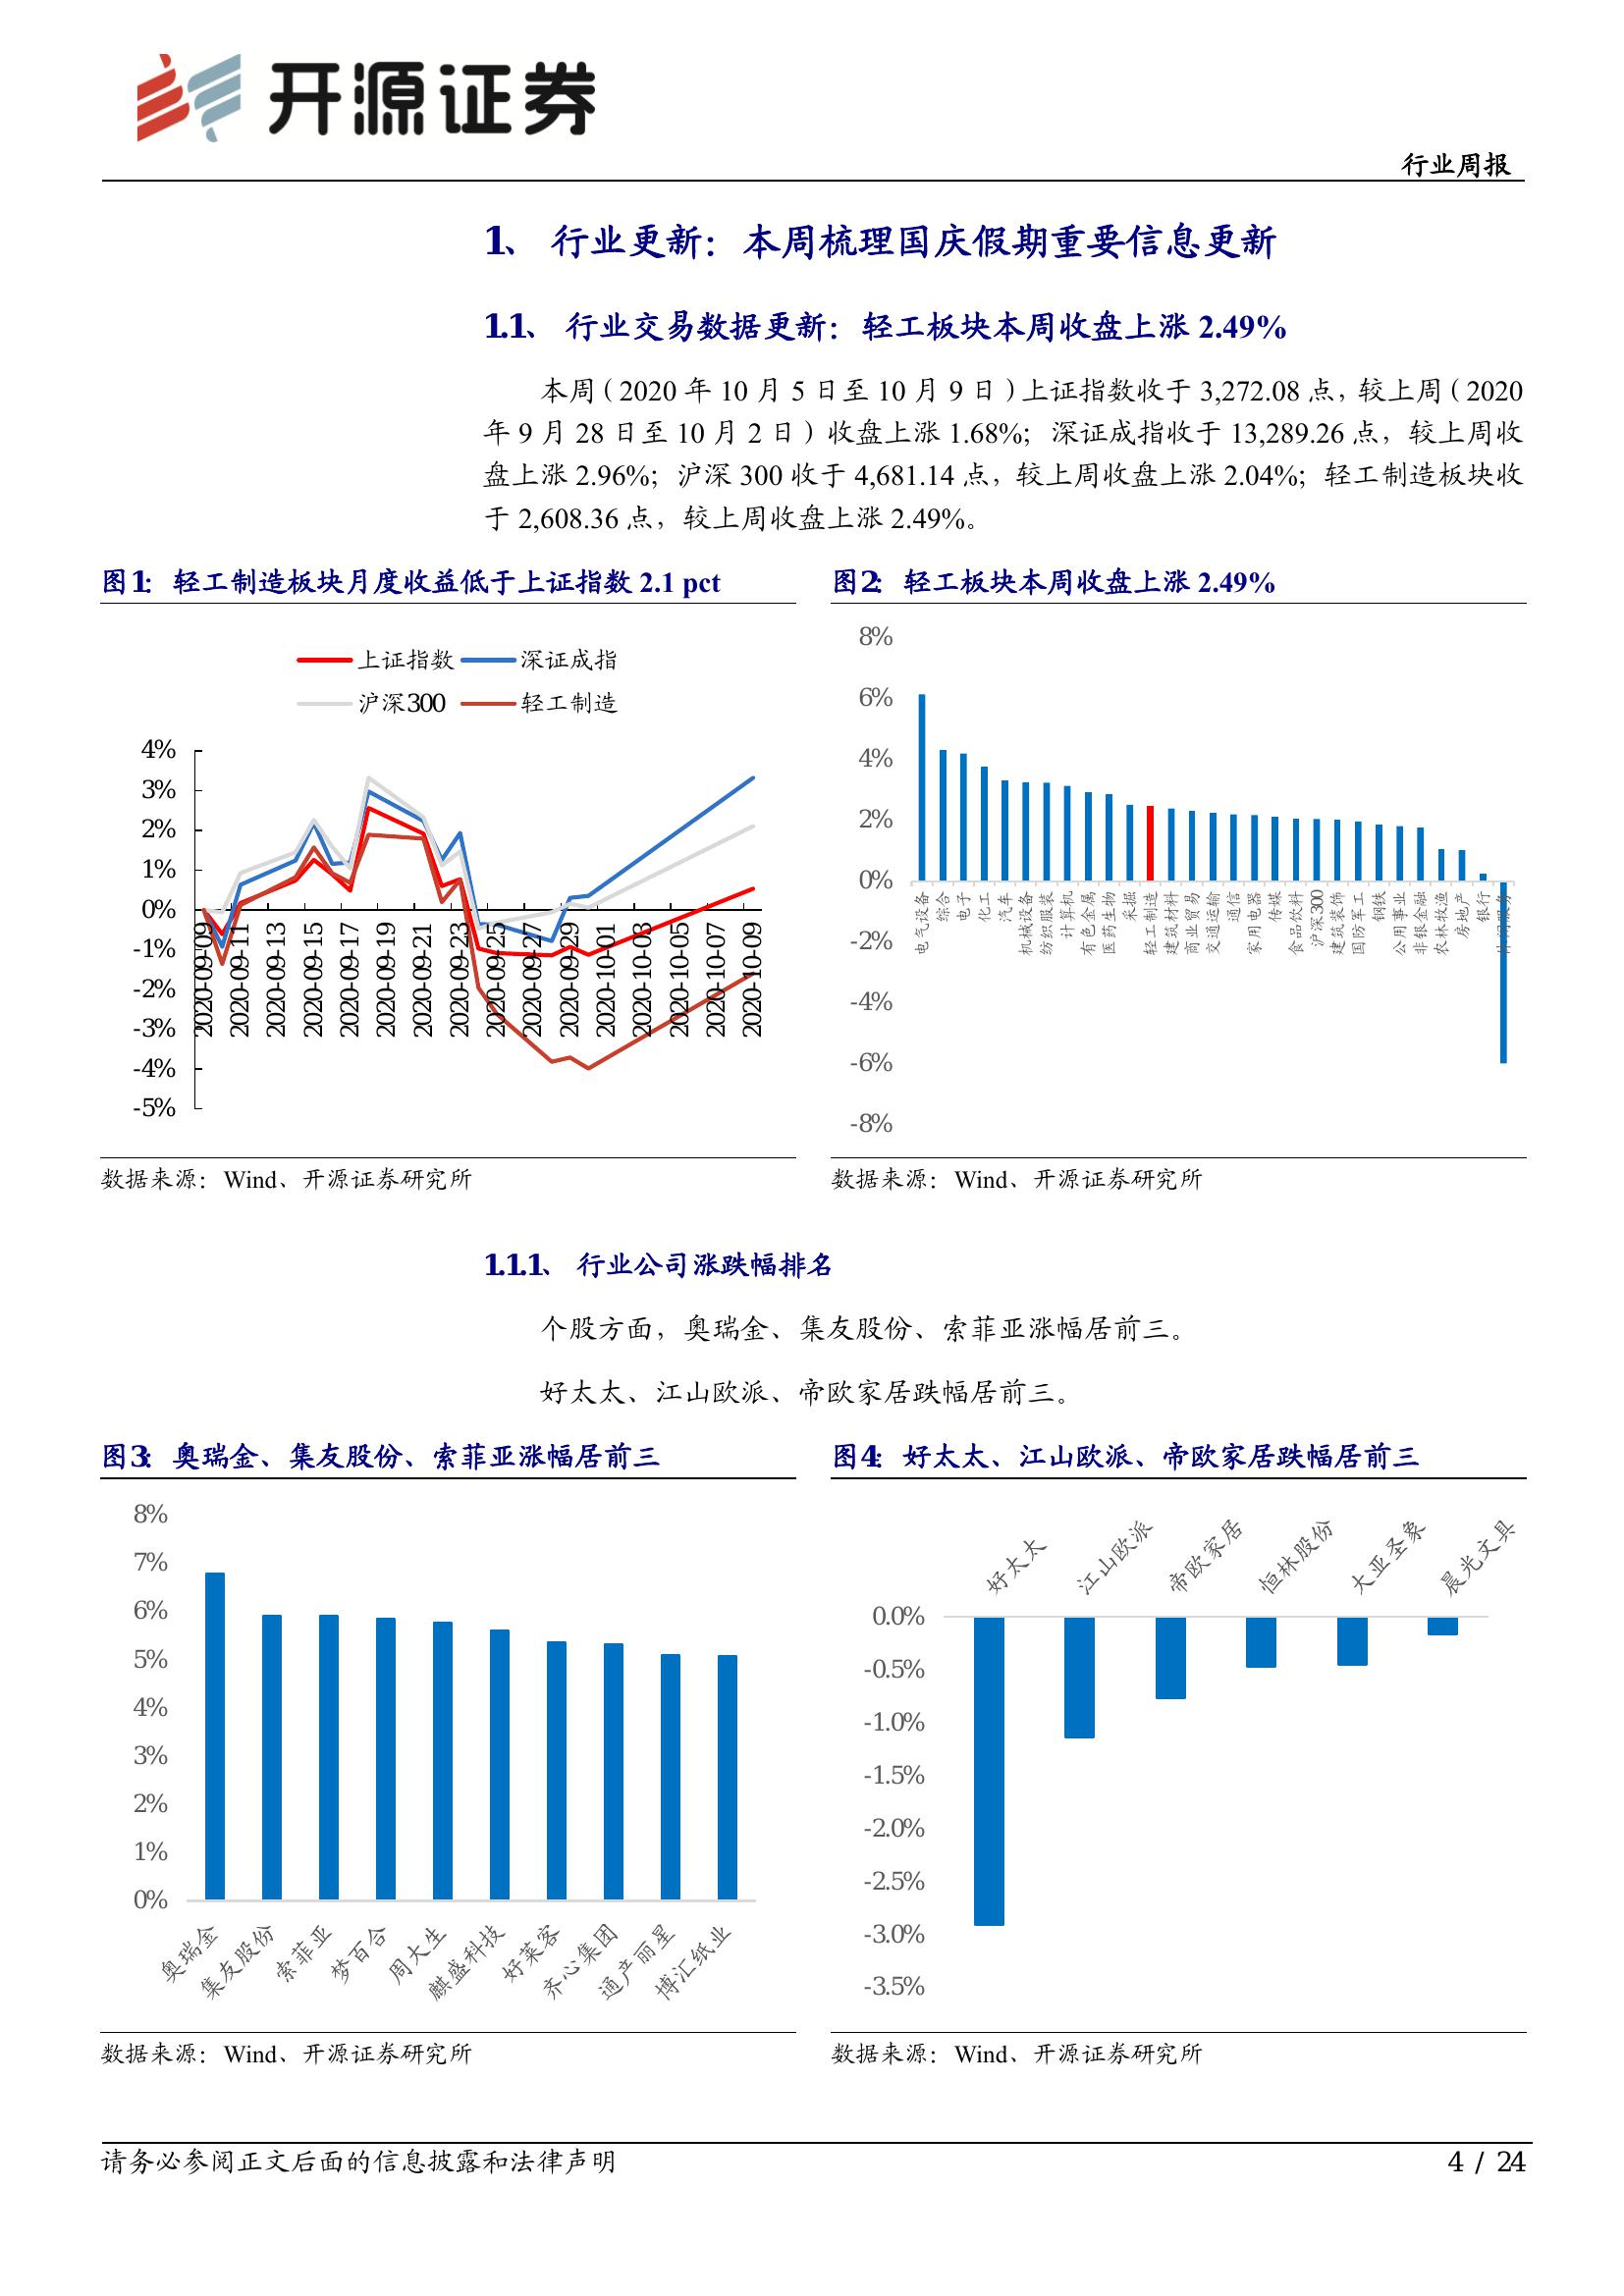 开源证券
行业周报
1、 行业更新：本周梳理国庆假期重要信息更新
1.1、 行业交易数据更新：轻工板块本周收盘上涨 2.49%
本周（2020 年 10 月 5 日至 10 月 9 日）上证指数收于 3,272.08 点，较上周（2020
年 9 月 28 日至 10 月 2 日）收盘上涨 1.68%；深证成指收于 13,289.26 点，较上周收
盘上涨 2.96%；沪深 300 收于 4,681.14 点，较上周收盘上涨 2.04%；轻工制造板块收
于 2,608.36 点，较上周收盘上涨 2.49%。
图1：轻工制造板块月度收益低于上证指数 2.1 pct
上证指数 深证成指
沪深300 轻工制造
4%
3%
2%
1%
0%
-1%
-2%
-3%
-4%
-5%
2020-09-09
2020-09-11
2020-09-13
2020-09-15
2020-09-17
2020-09-19
2020-09-21
2020-09-23
2020-09-25
2020-09-27
2020-09-29
2020-10-01
2020-10-03
2020-10-05
2020-10-07
2020-10-09
数据来源：Wind、开源证券研究所
图2：轻工板块本周收盘上涨 2.49%
8%
6%
4%
2%
0%
-2%
-4%
-6%
-8%
电气设备
综合
电子
化工
汽车
机械设备
纺织服装
计算机
有色金属
医药生物
采掘
轻工制造
建筑材料
商业贸易
交通运输
通信
家用电器
传媒
食品饮料
沪深300
建筑装饰
国防军工
钢铁
公用事业
非银金融
农林牧渔
房地产
银行
休闲服务
数据来源：Wind、开源证券研究所
1.1.1、 行业公司涨跌幅排名
个股方面，奥瑞金、集友股份、索菲亚涨幅居前三。
好太太、江山欧派、帝欧家居跌幅居前三。
图3：奥瑞金、集友股份、索菲亚涨幅居前三
8%
7%
6%
5%
4%
3%
2%
1%
0%
奥瑞金
集友股份
索菲亚
梦百合
周大生
麒盛科技
好莱客
齐心集团
通产丽星
博汇纸业
数据来源：Wind、开源证券研究所
图4：好太太、江山欧派、帝欧家居跌幅居前三
好太太
江山欧派
帝欧家居
恒林股份
大亚圣象
晨光文具
0.0%
-0.5%
-1.0%
-1.5%
-2.0%
-2.5%
-3.0%
-3.5%
数据来源：Wind、开源证券研究所
请务必参阅正文后面的信息披露和法律声明
4 / 24